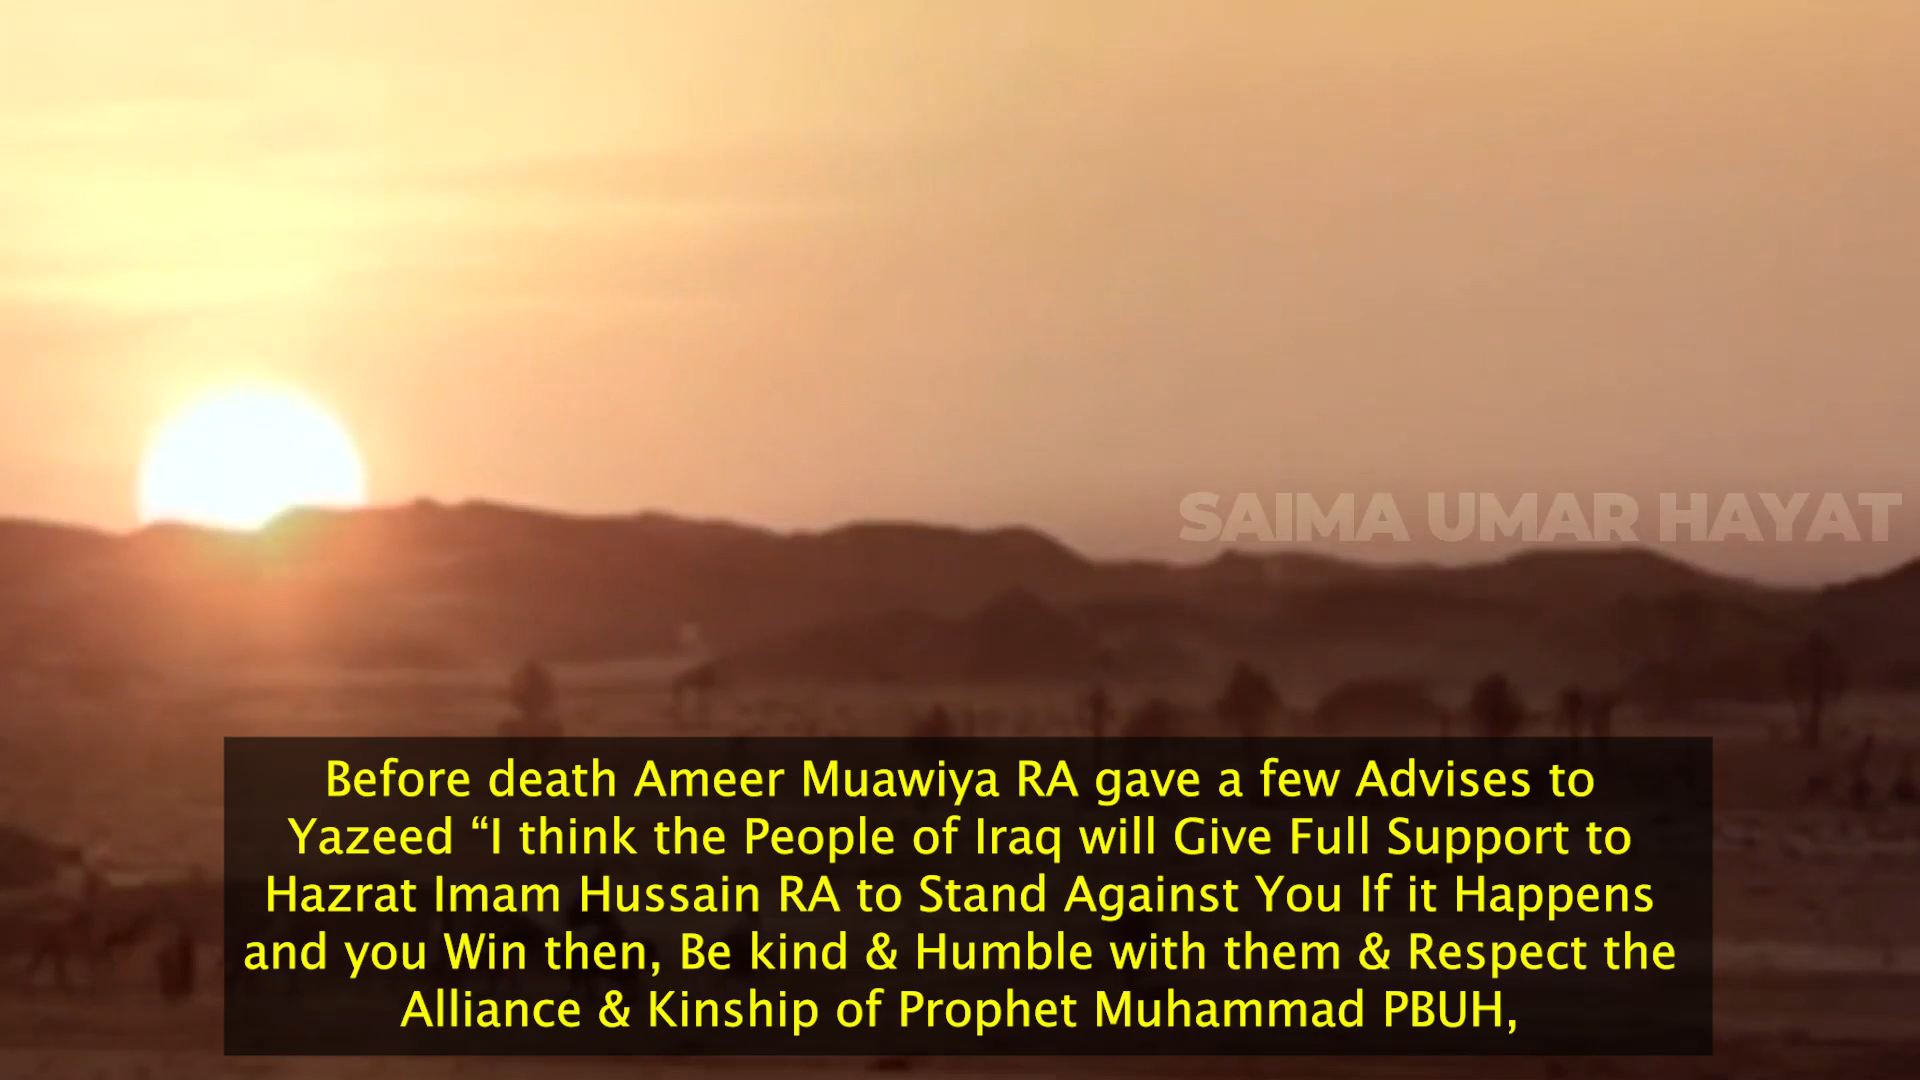 SAIMA UMAR HAYAT
Before death Ameer Muawiya RA gave a few Advises to
Yazeed “I think the People of Iraq will Give Full Support to
Hazrat Imam Hussain RA to Stand Against You If it Happens
and you Win then, Be kind & Humble with them & Respect the
Alliance & Kinship of Prophet Muhammad PBUH,